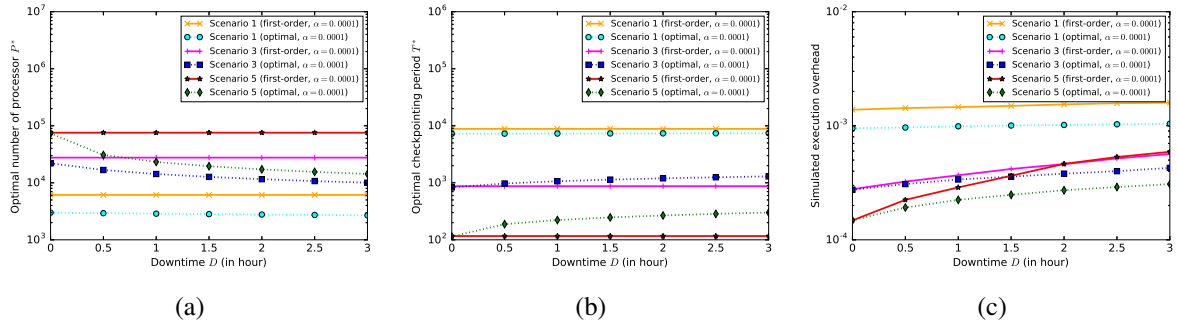 Optimal number of processor P*
10^7
10^6
10^5
10^4
10^3
0 0.5 1 1.5 2 2.5 3
Downtime D (in hour)
Scenario 1 (first-order, α = 0.0001)
Scenario 1 (optimal, α = 0.0001)
Scenario 3 (first-order, α = 0.0001)
Scenario 3 (optimal, α = 0.0001)
Scenario 5 (first-order, α = 0.0001)
Scenario 5 (optimal, α = 0.0001)
(a)
Optimal checkpointing period T*
10^6
10^5
10^4
10^3
10^2
0 0.5 1 1.5 2 2.5 3
Downtime D (in hour)
Scenario 1 (first-order, α = 0.0001)
Scenario 1 (optimal, α = 0.0001)
Scenario 3 (first-order, α = 0.0001)
Scenario 3 (optimal, α = 0.0001)
Scenario 5 (first-order, α = 0.0001)
Scenario 5 (optimal, α = 0.0001)
(b)
Simulated execution overhead
10^-2
10^-3
10^-4
0 0.5 1 1.5 2 2.5 3
Downtime D (in hour)
Scenario 1 (first-order, α = 0.0001)
Scenario 1 (optimal, α = 0.0001)
Scenario 3 (first-order, α = 0.0001)
Scenario 3 (optimal, α = 0.0001)
Scenario 5 (first-order, α = 0.0001)
Scenario 5 (optimal, α = 0.0001)
(c)